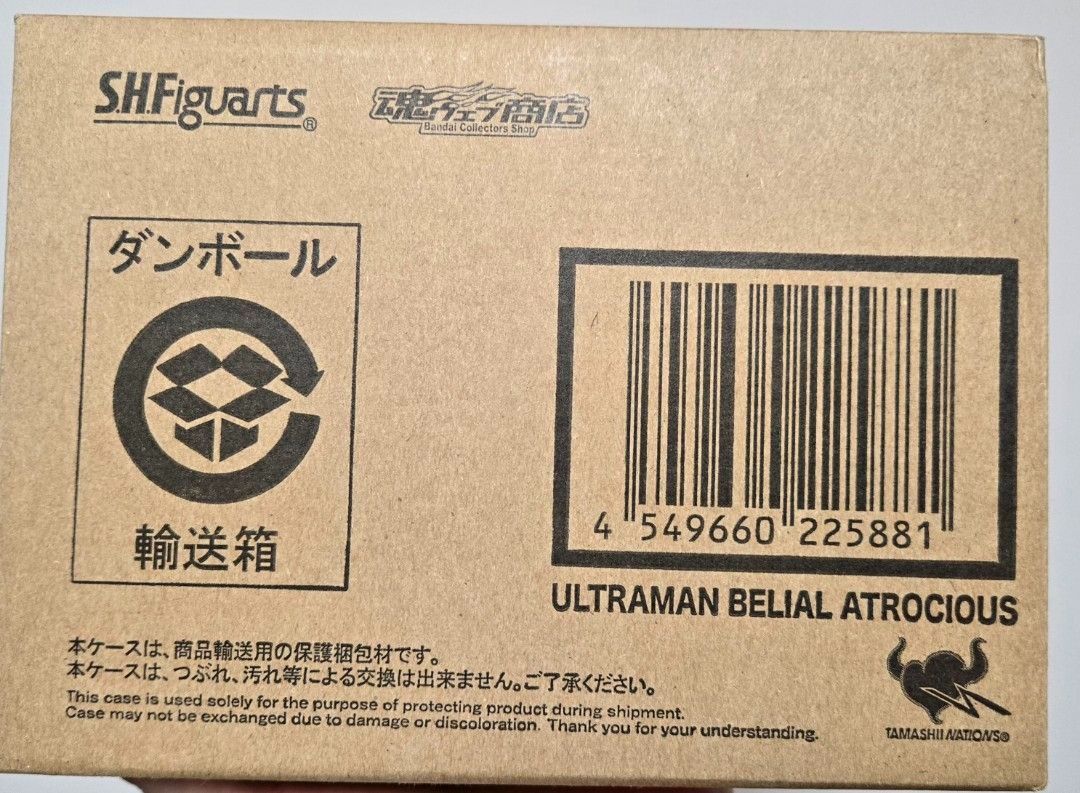 S.H.Figuarts®
魂ウェブ商店
Bandai Collectors Shop
ダンボール
輸送箱
4 549660 225881
ULTRAMAN BELIAL ATROCIOUS
本ケースは、商品輸送用の保護梱包材です。
本ケースは、つぶれ、汚れ等による交換は出来ません。ご了承ください。
This case is used solely for the purpose of protecting product during shipment.
Case may not be exchanged due to damage or discoloration. Thank you for your understanding.
TAMASHII NATIONS®